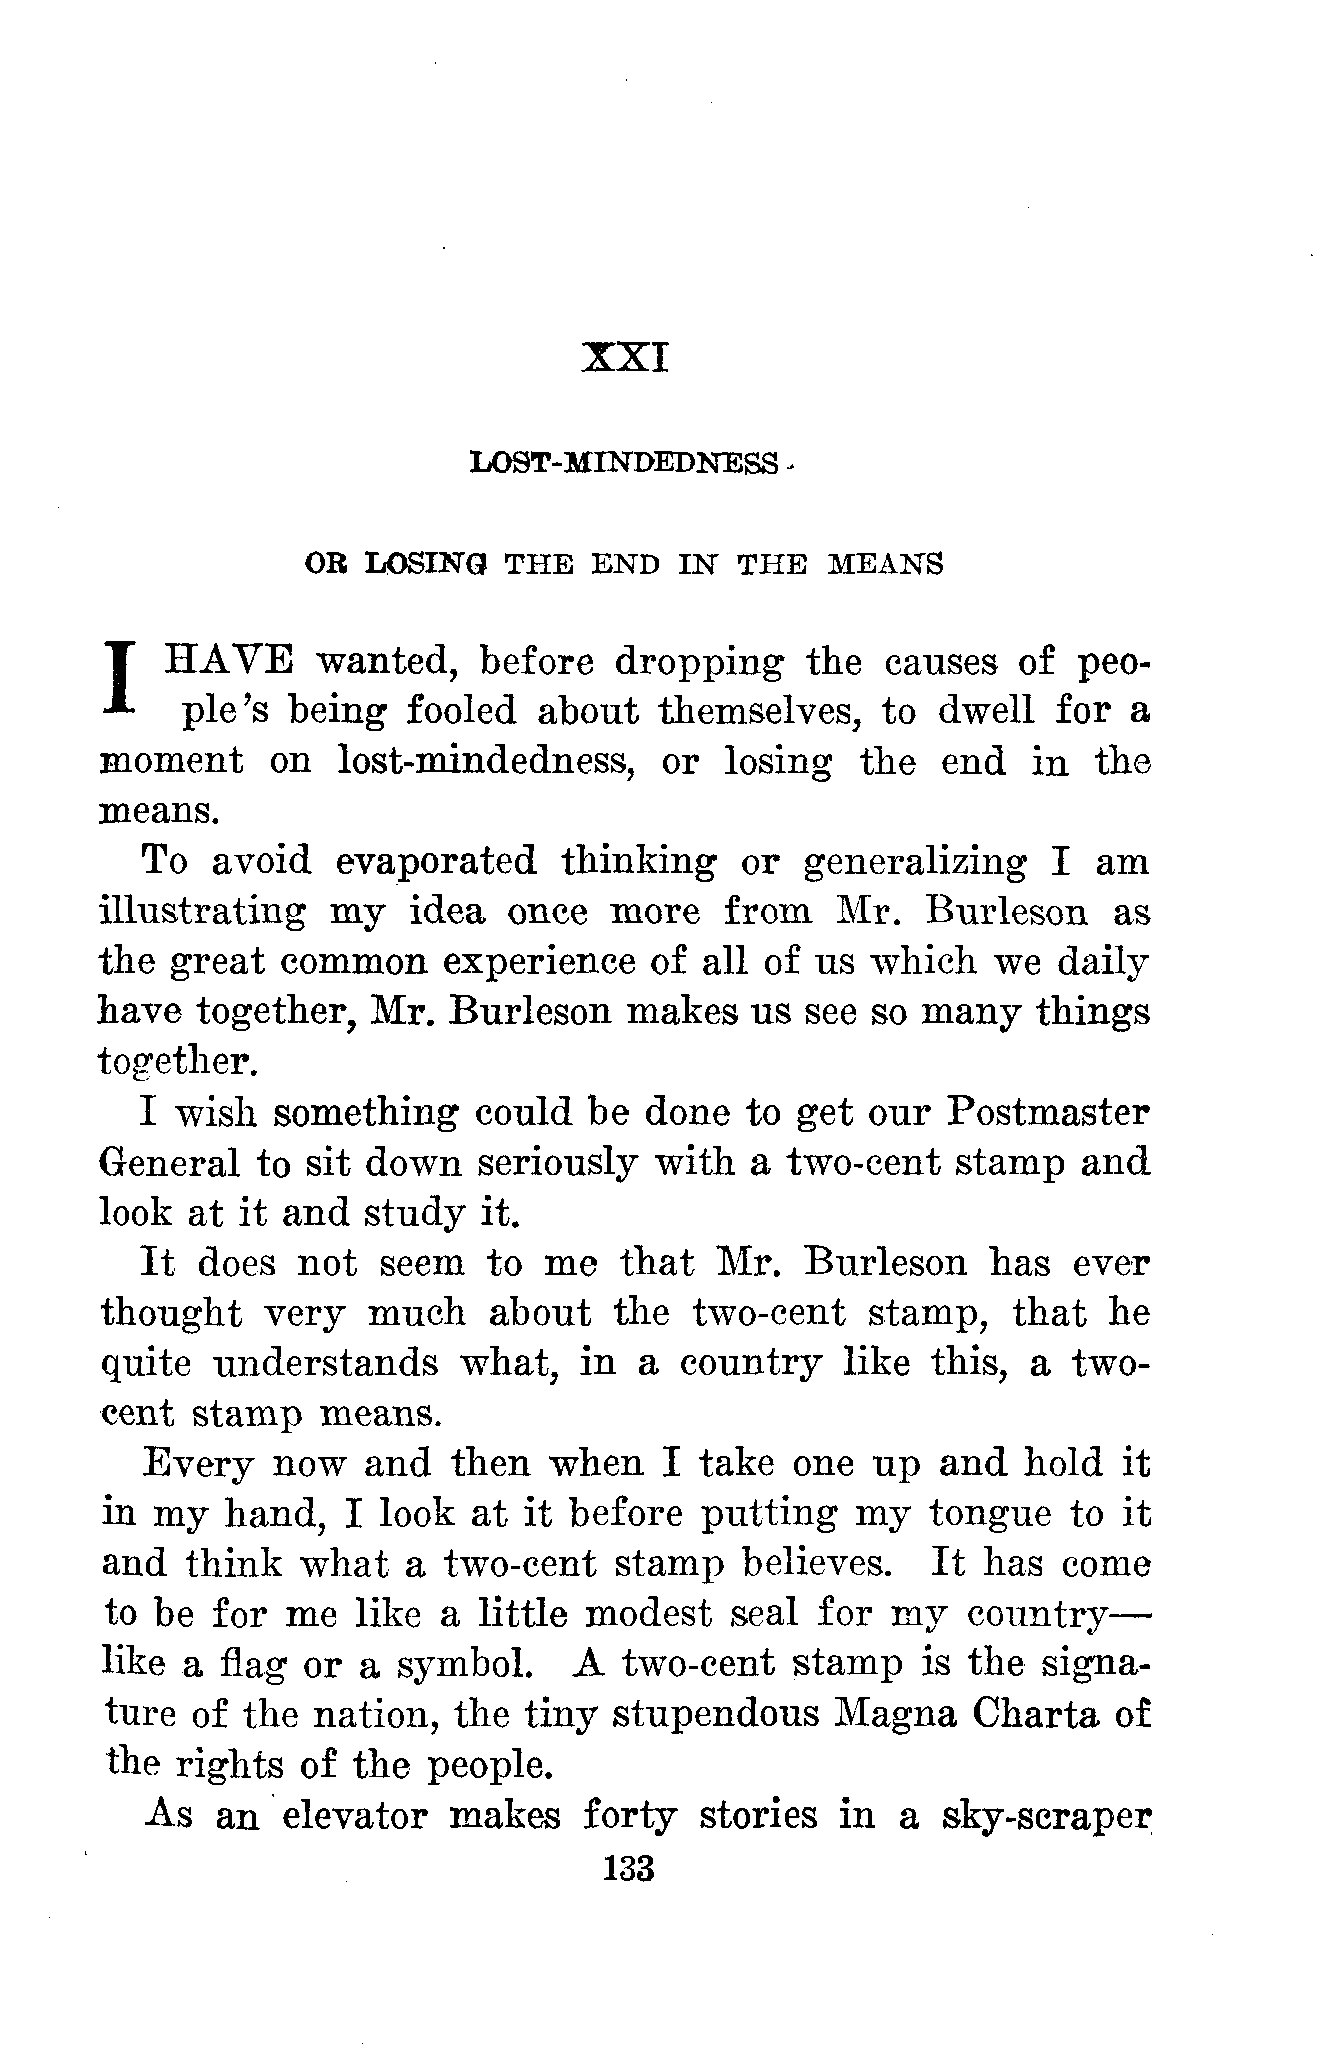 XXI
LOST-MINDEDNESS
OR LOSING THE END IN THE MEANS
I HAVE wanted, before dropping the causes of peo-
ple's being fooled about themselves, to dwell for a
moment on lost-mindedness, or losing the end in the
means.
To avoid evaporated thinking or generalizing I am
illustrating my idea once more from Mr. Burleson as
the great common experience of all of us which we daily
have together, Mr. Burleson makes us see so many things
together.
I wish something could be done to get our Postmaster
General to sit down seriously with a two-cent stamp and
look at it and study it.
It does not seem to me that Mr. Burleson has ever
thought very much about the two-cent stamp, that he
quite understands what, in a country like this, a two-
cent stamp means.
Every now and then when I take one up and hold it
in my hand, I look at it before putting my tongue to it
and think what a two-cent stamp believes. It has come
to be for me like a little modest seal for my country—
like a flag or a symbol. A two-cent stamp is the signa-
ture of the nation, the tiny stupendous Magna Charta of
the rights of the people.
As an elevator makes forty stories in a sky-scraper
133